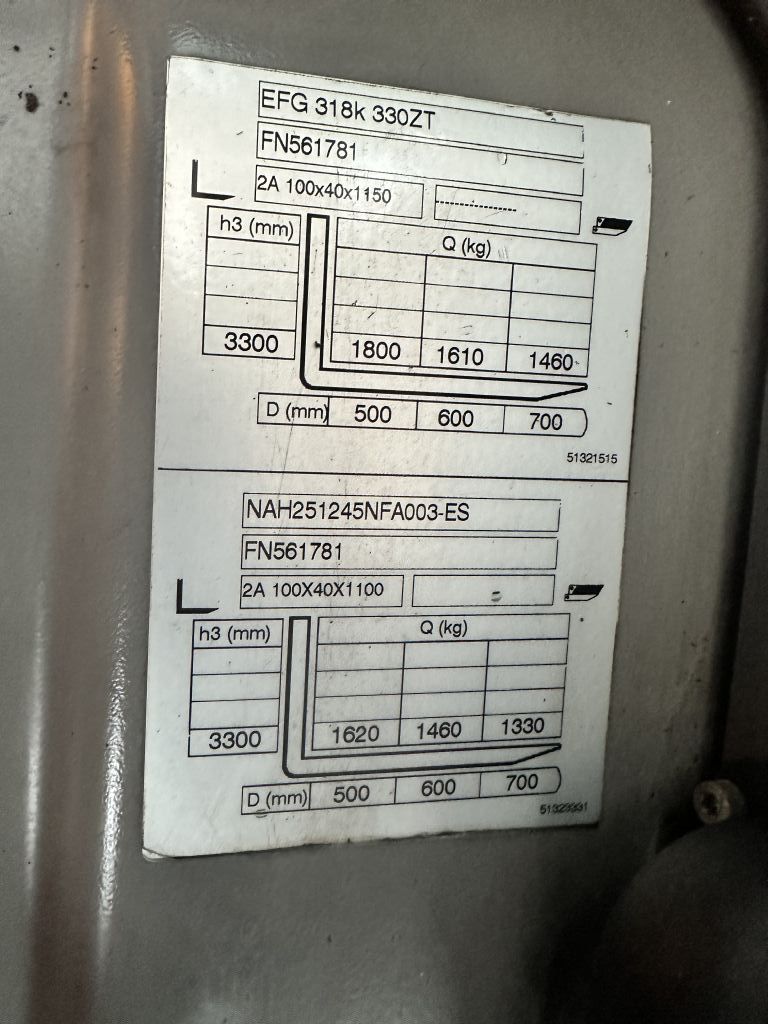 EFG 318k 330ZT
FN561781
2A 100x40x1150
h3 (mm)
Q (kg)
3300 1800 1610 1460
D (mm) 500 600 700
51321515
NAH251245NFA003-ES
FN561781
2A 100X40X1100
h3 (mm)
Q (kg)
3300 1620 1460 1330
D (mm) 500 600 700